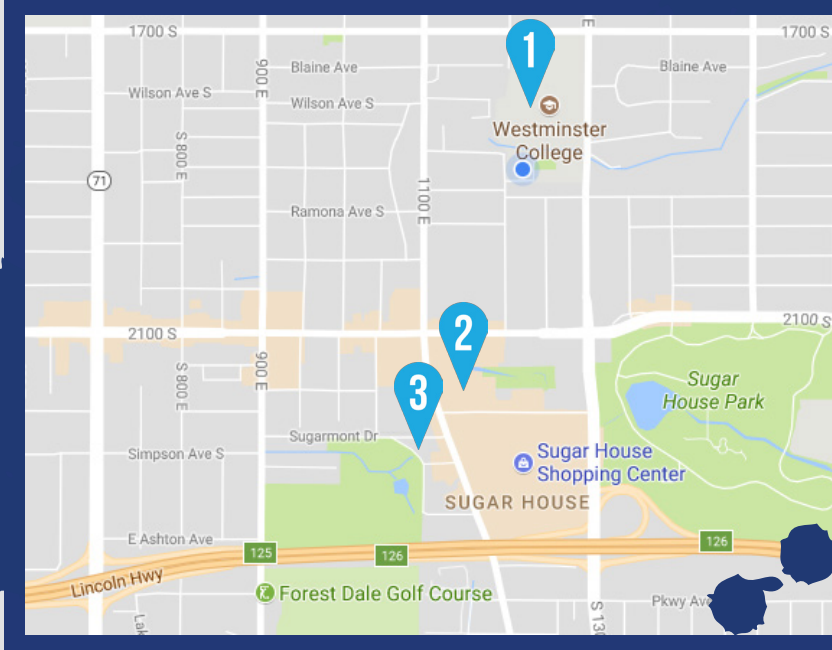 1700 S
E
1700 S
1
900 E
Blaine Ave
Blaine Ave
Wilson Ave S
Wilson Ave S
Westminster
College
S 800 E
71
1100 E
Ramona Ave S
2100 S
2
2100 S
S 800 E
900 E
3
Sugar
House Park
Sugarmont Dr
Simpson Ave S
Sugar House
Shopping Center
SUGAR HOUSE
E Ashton Ave
125
126
126
Lincoln Hwy
Forest Dale Golf Course
Pkwy Ave
S 130
Lak